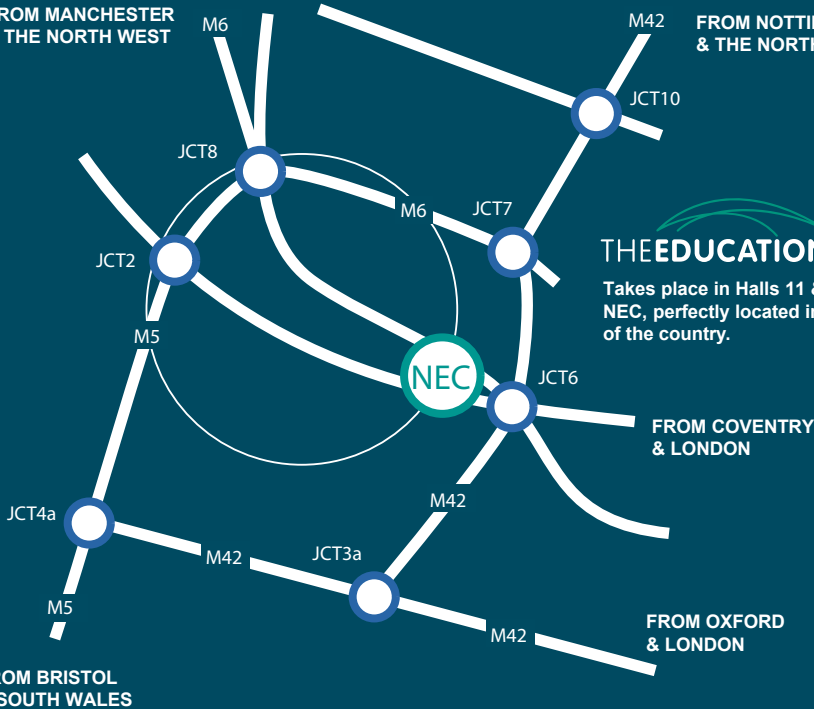 FROM MANCHESTER
THE NORTH WEST
M6
M42
FROM NOTTI
& THE NORTH
JCT10
JCT8
M6
JCT7
JCT2
THEEDUCATION
Takes place in Halls 11 &
NEC, perfectly located in
of the country.
M5
NEC
JCT6
FROM COVENTRY
& LONDON
M42
JCT4a
M42
JCT3a
M5
M42
FROM OXFORD
& LONDON
ROM BRISTOL
SOUTH WALES